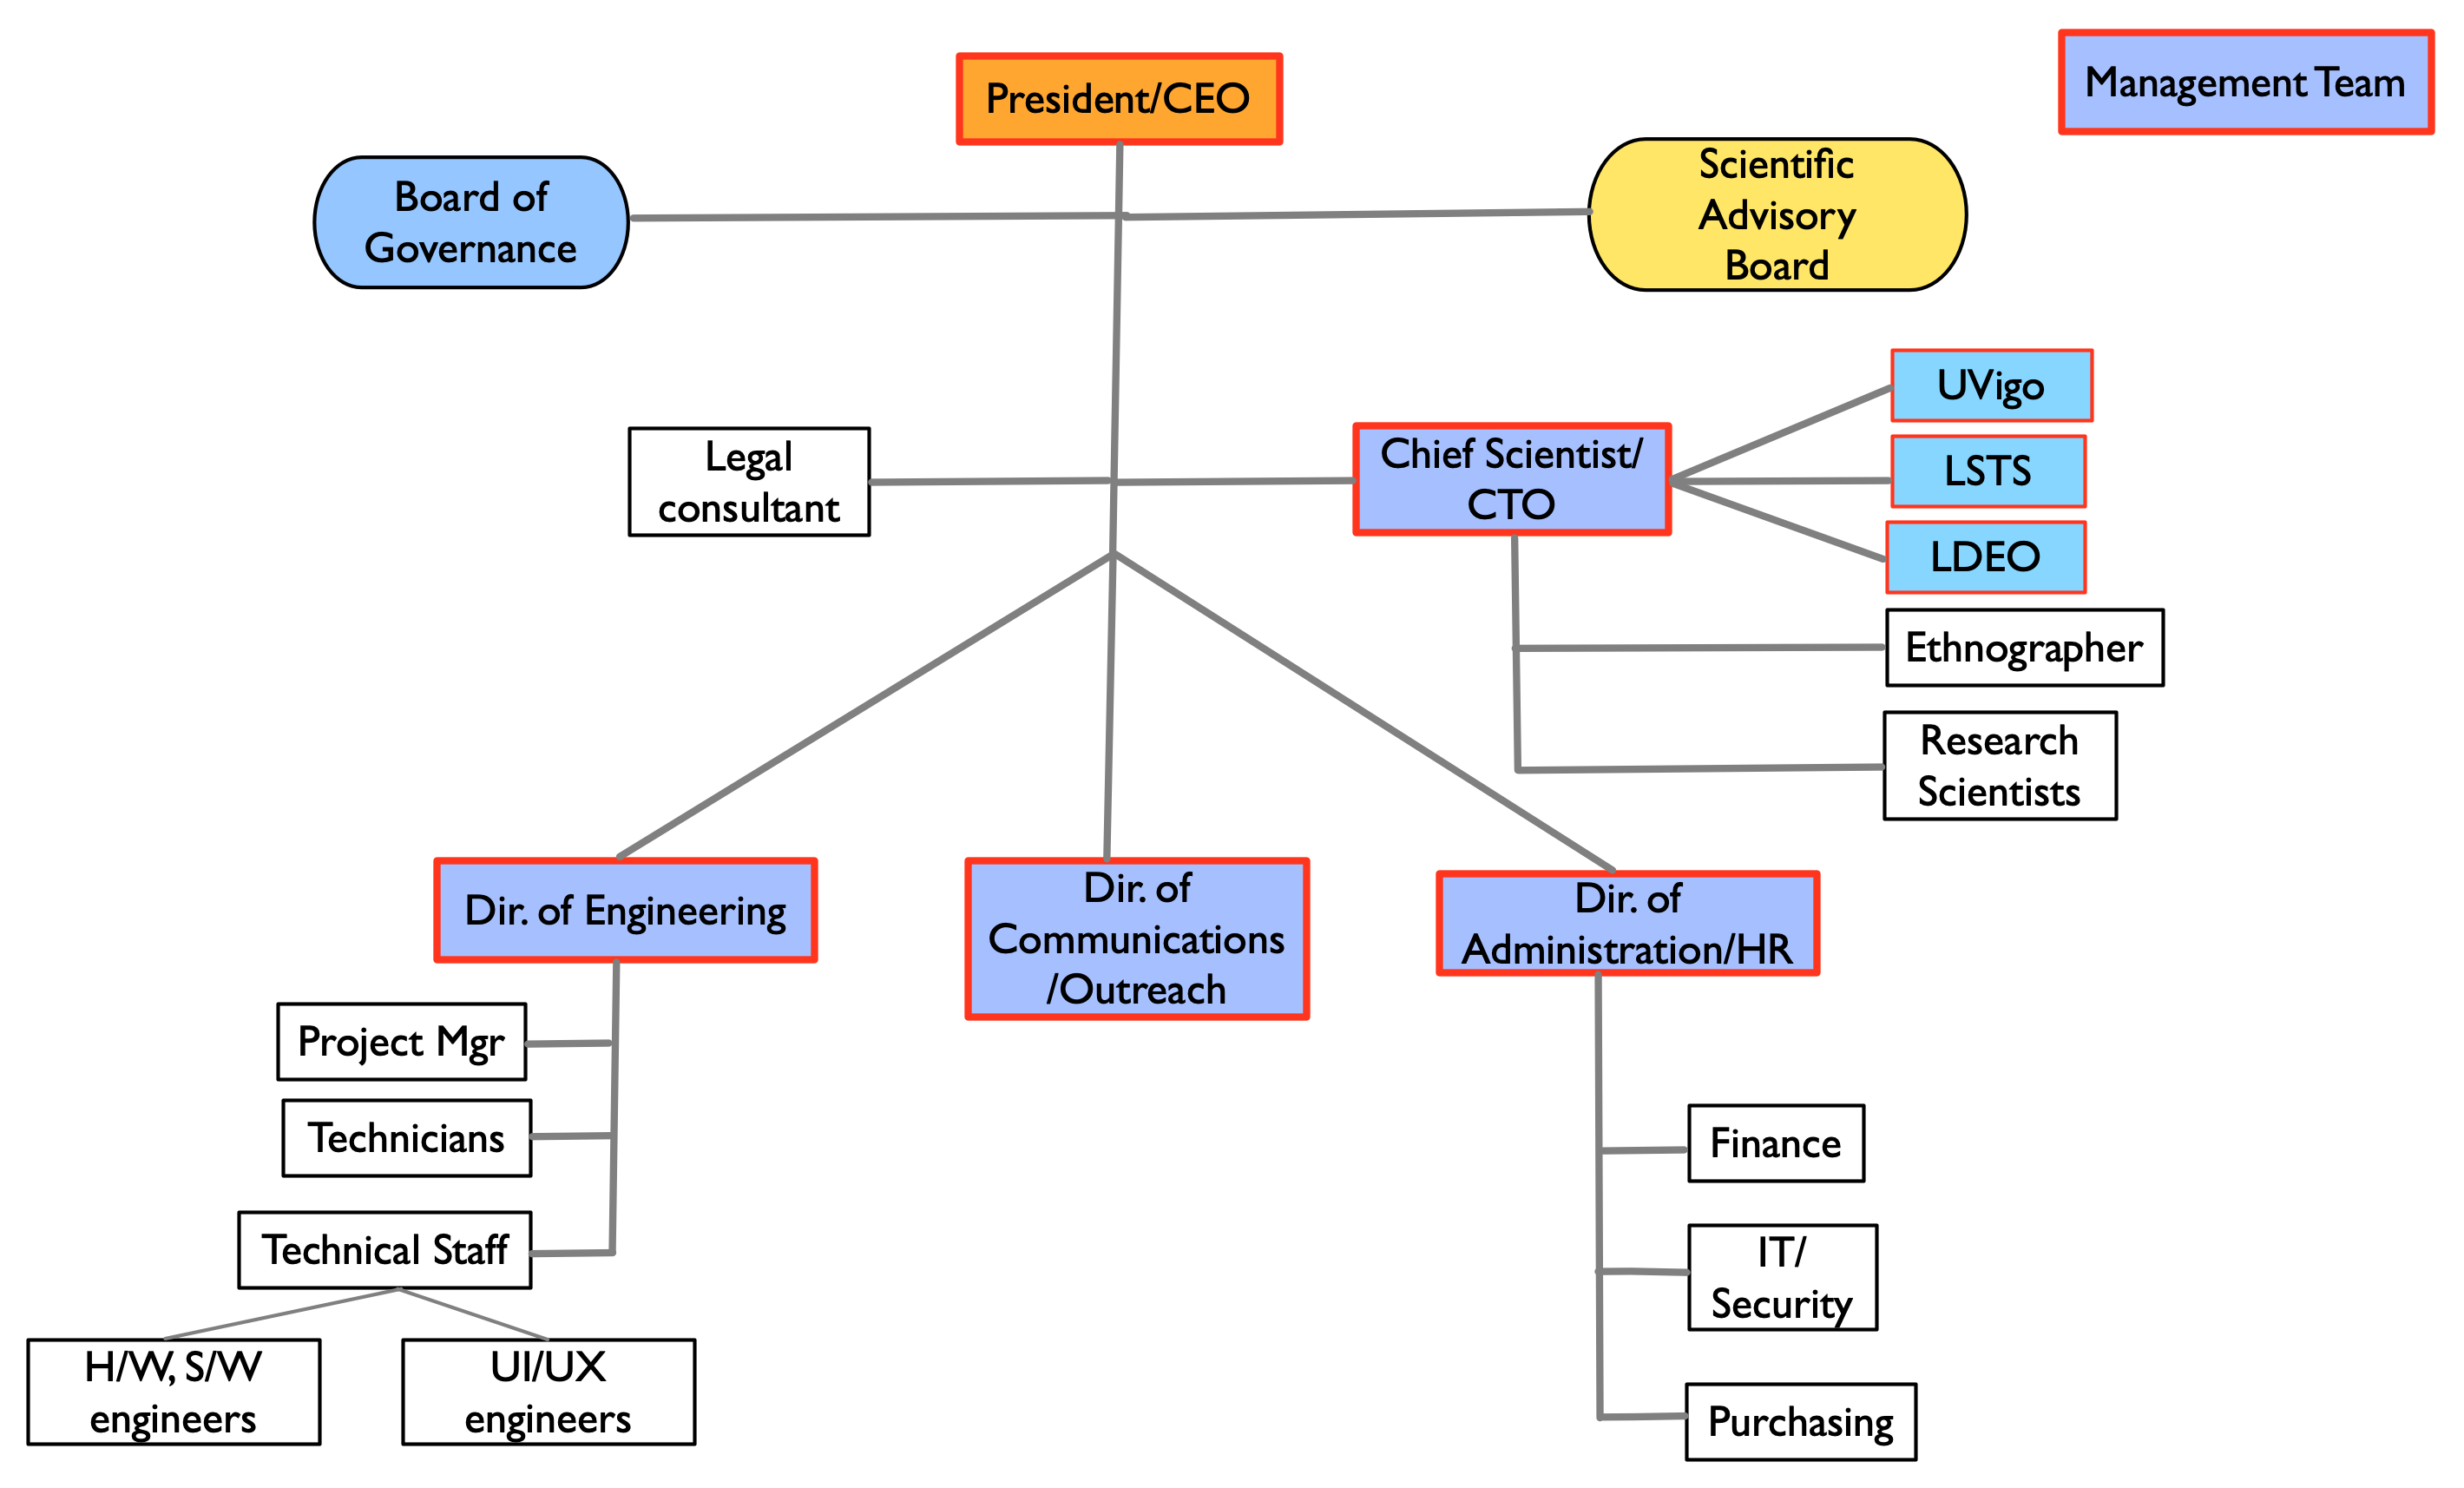 President/CEO
Management Team
Board of
Governance
Scientific
Advisory
Board
UVigo
Legal
consultant
Chief Scientist/
CTO
LSTS
LDEO
Ethnographer
Research
Scientists
Dir. of Engineering
Dir. of
Communications
/Outreach
Dir. of
Administration/HR
Project Mgr
Technicians
Technical Staff
H/W, S/W
engineers
UI/UX
engineers
Finance
IT/
Security
Purchasing